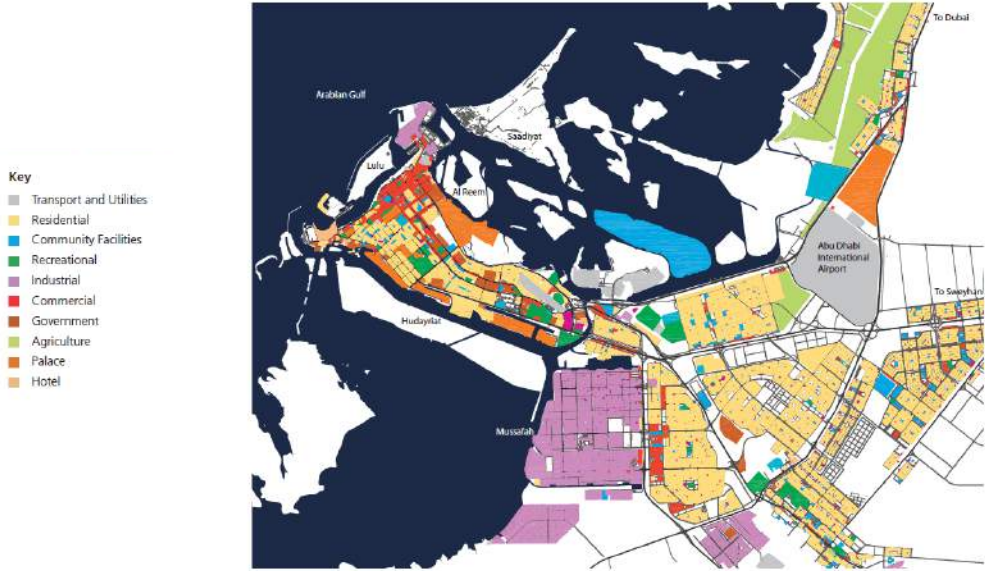 Key
Transport and Utilities
Residential
Community Facilities
Recreational
Industrial
Commercial
Government
Agriculture
Palace
Hotel
To Dubai
Arabian Gulf
Saadiyat
Lulu
Al Reem
Abu Dhabi
International
Airport
To Sweyhan
Hudayriat
Mussafah